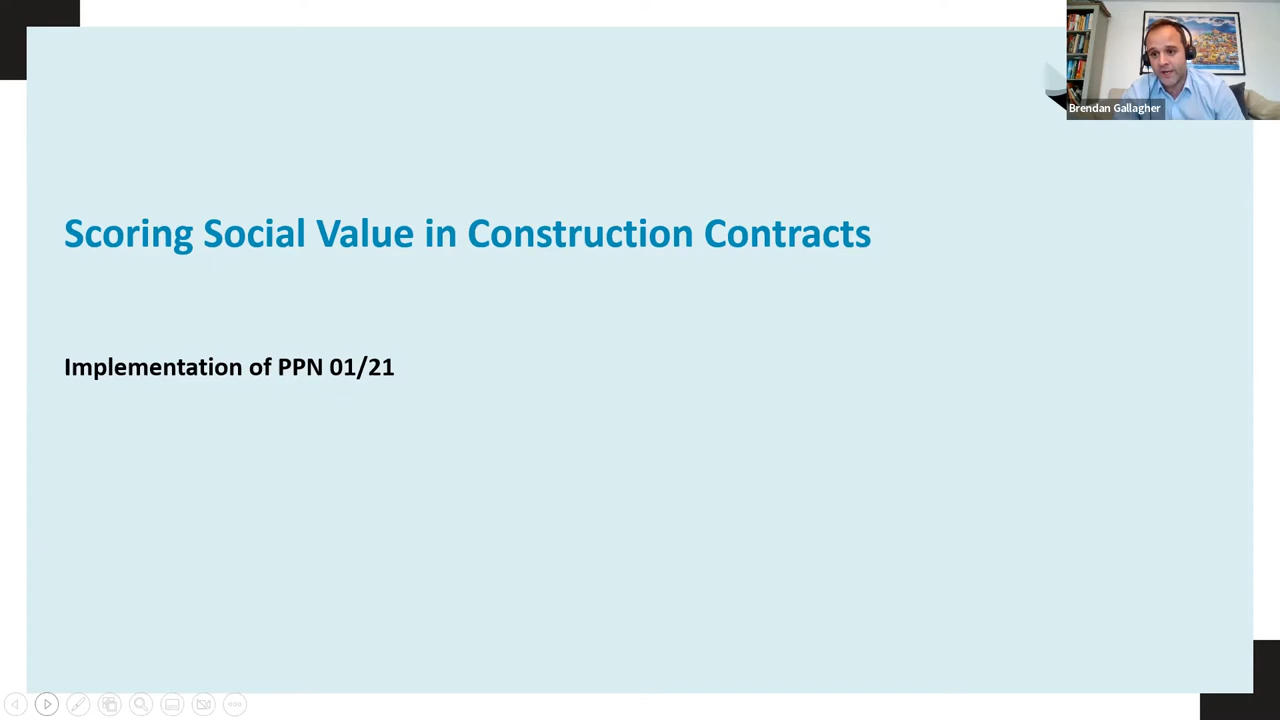 Brendan Gallagher
Scoring Social Value in Construction Contracts
Implementation of PPN 01/21